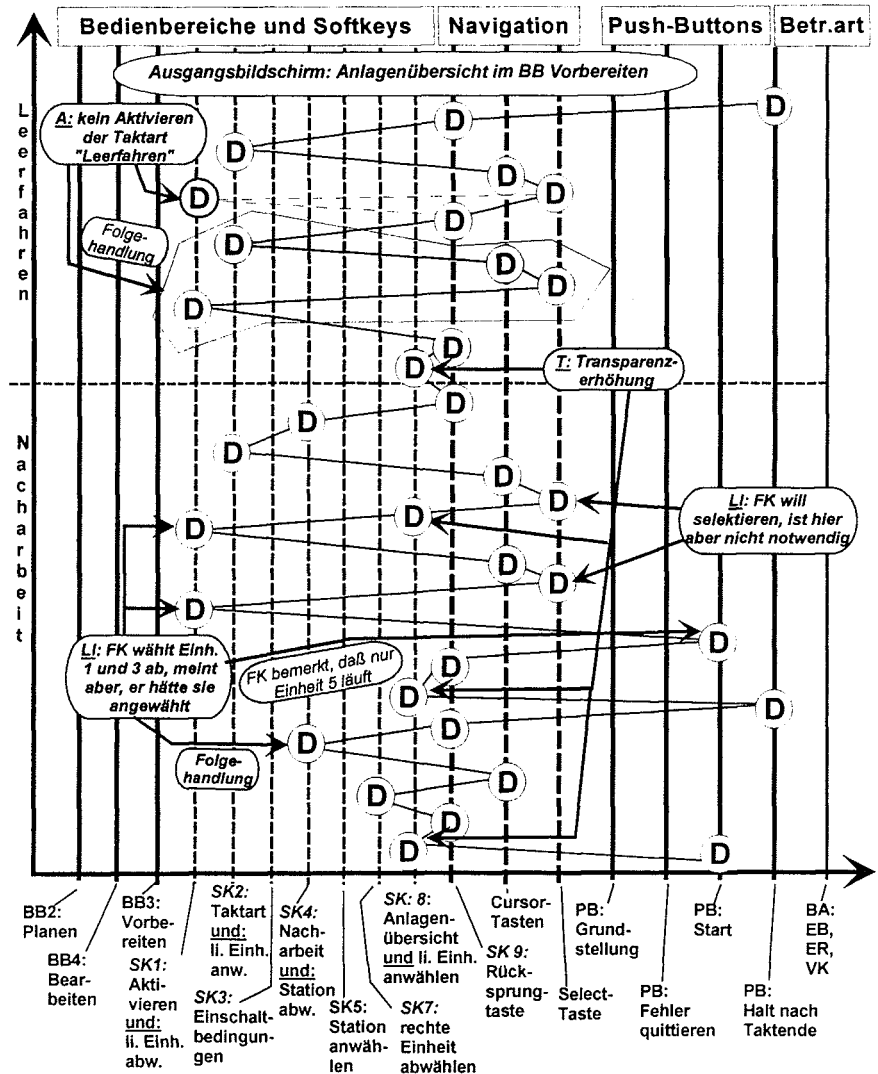 Bedienbereiche und Softkeys
Navigation
Push-Buttons
Betr.art
Ausgangsbildschirm: Anlagenübersicht im BB Vorbereiten
Leerfahren
A: kein Aktivieren
der Taktart
"Leerfahren"
D
D
D
D
D
D
D
Folge-
handlung
D
D
D
D
D
D
T: Transparenz-
erhöhung
Nacharbeit
D
D
D
D
D
D
D
LI: FK will
selektieren, ist hier
aber nicht notwendig
D
D
D
D
LI: FK wählt Einh.
1 und 3 ab, meint
aber, er hätte sie
angewählt
FK bemerkt, daß nur
Einheit 5 läuft
D
D
D
D
D
Folge-
handlung
D
D
D
D
D
BB2:
Planen
BB4:
Bear-
beiten
BB3:
Vorbe-
reiten
SK1:
Akti-
vieren
und:
li. Einh.
abw.
SK2:
Taktart
und:
li. Einh.
anw.
SK3:
Einschalt-
bedingun-
gen
SK4:
Nach-
arbeit
und:
Station
abw.
SK5:
Station
anwäh-
len
SK7:
rechte
Einheit
abwählen
SK: 8:
Anlagen-
übersicht
und li. Einh.
anwählen
SK 9:
Rück-
sprung-
taste
Cursor-
Tasten
Select-
Taste
PB:
Grund-
stellung
PB:
Fehler
quittieren
PB:
Start
PB:
Halt nach
Taktende
BA:
EB,
ER,
VK